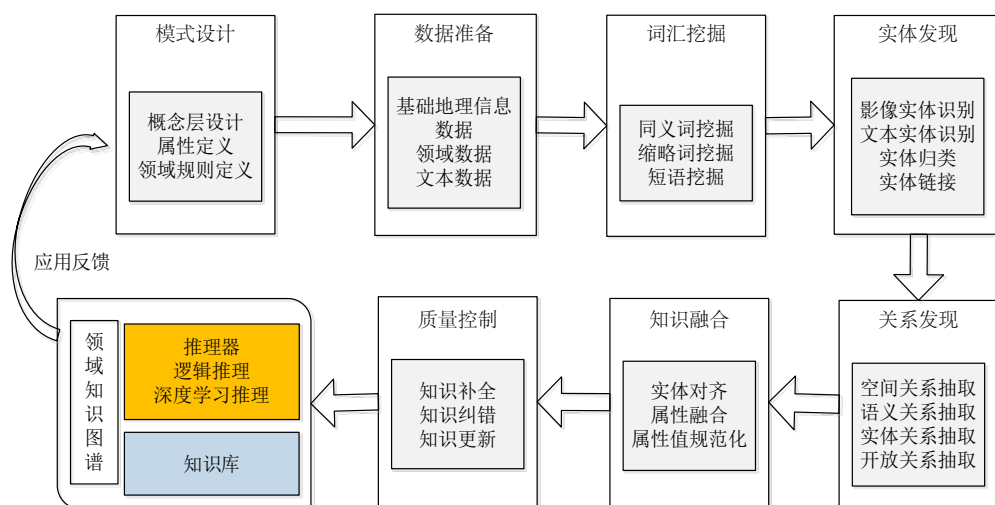 模式设计
概念层设计
属性定义
领域规则定义
数据准备
基础地理信息
数据
领域数据
文本数据
词汇挖掘
同义词挖掘
缩略词挖掘
短语挖掘
实体发现
影像实体识别
文本实体识别
实体归类
实体链接
关系发现
空间关系抽取
语义关系抽取
实体关系抽取
开放关系抽取
知识融合
实体对齐
属性融合
属性值规范化
质量控制
知识补全
知识纠错
知识更新
领域知识图谱
推理器
逻辑推理
深度学习推理
知识库
应用反馈